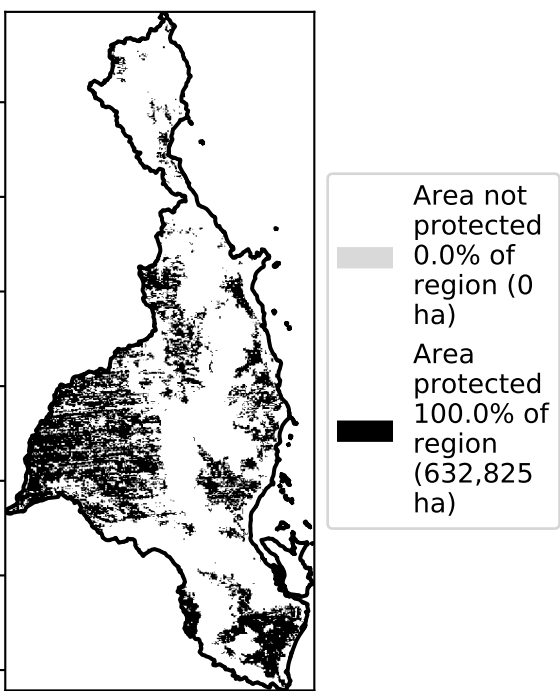 Area not
protected
0.0% of
region (0
ha)
Area
protected
100.0% of
region
(632,825
ha)